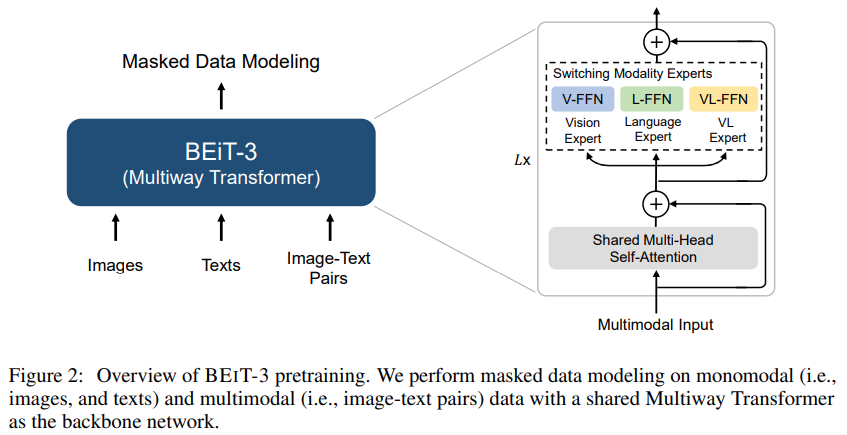 Masked Data Modeling
BEiT-3
(Multiway Transformer)
Images
Texts
Image-Text
Pairs
Lx
+
Switching Modality Experts
V-FFN
L-FFN
VL-FFN
Vision
Expert
Language
Expert
VL
Expert
+
Shared Multi-Head
Self-Attention
Multimodal Input
Figure 2: Overview of BEIT-3 pretraining. We perform masked data modeling on monomodal (i.e.,
images, and texts) and multimodal (i.e., image-text pairs) data with a shared Multiway Transformer
as the backbone network.